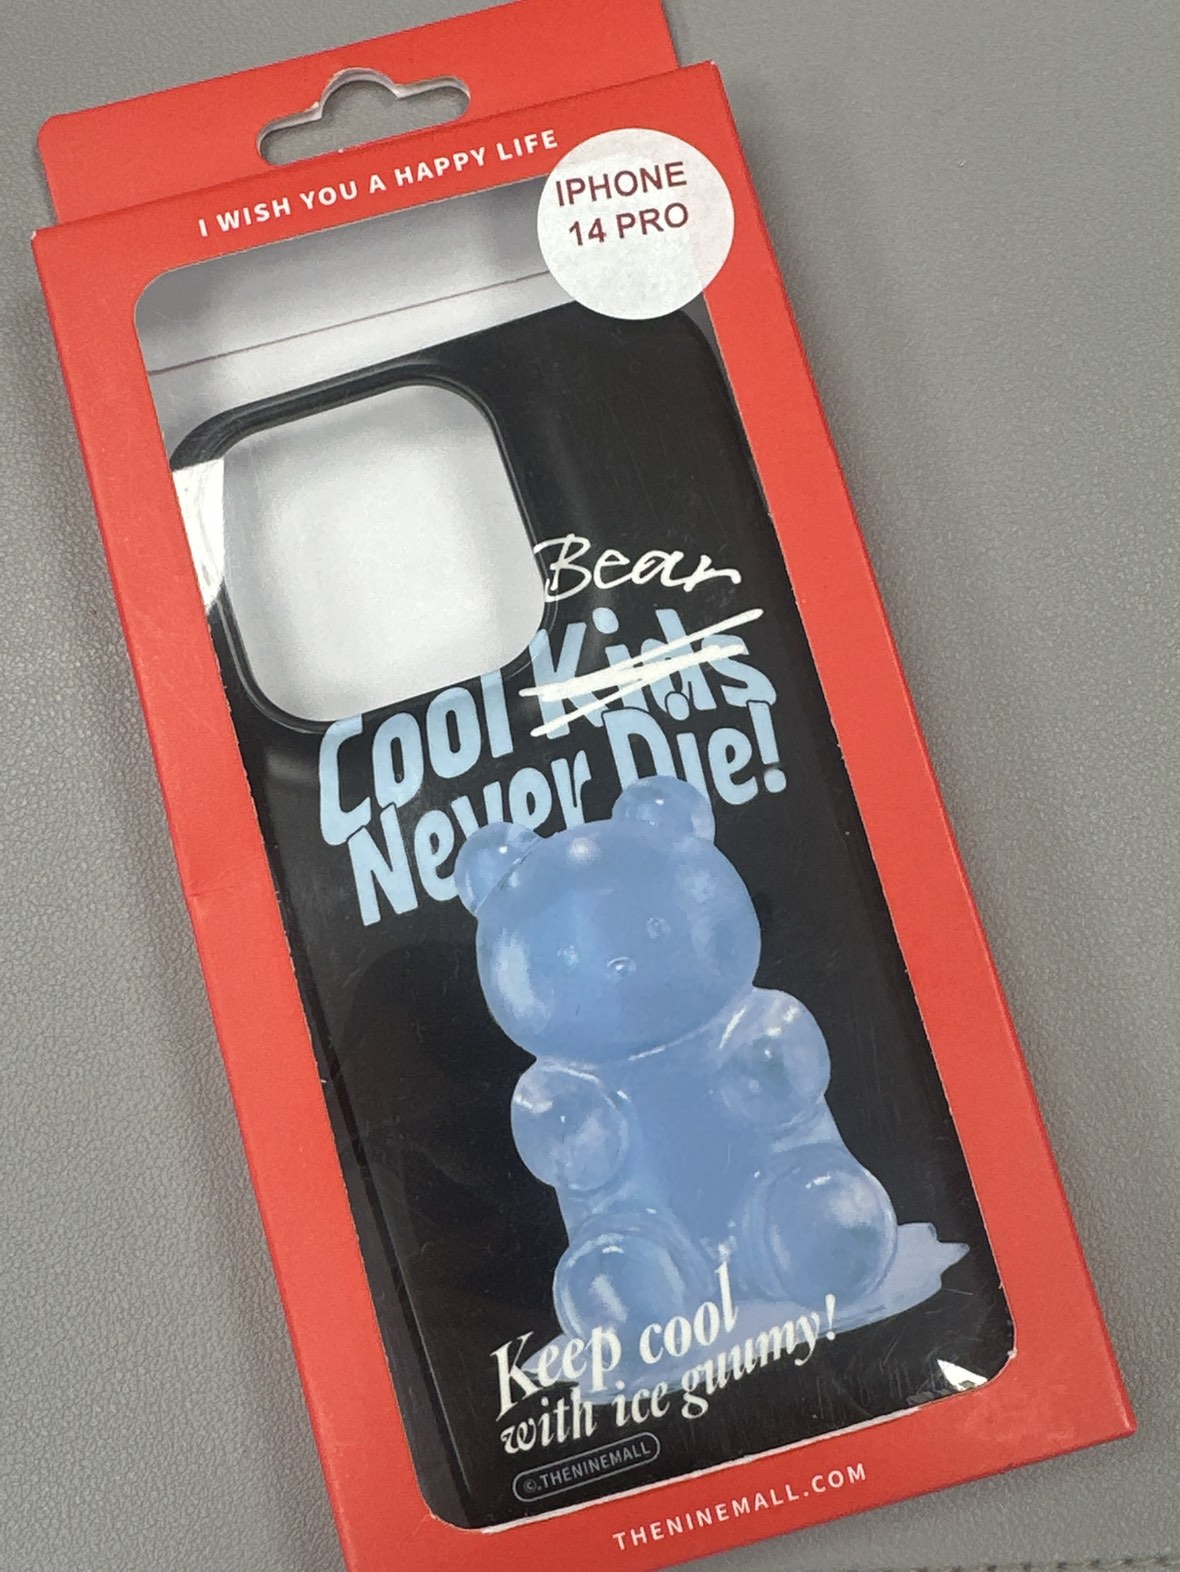 I WISH YOU A HAPPY LIFE
IPHONE
14 PRO
Bear
Cool Kids
Never Die!
Keep cool
with ice guumy!
©.THENINEMALL
THENINEMALL.COM